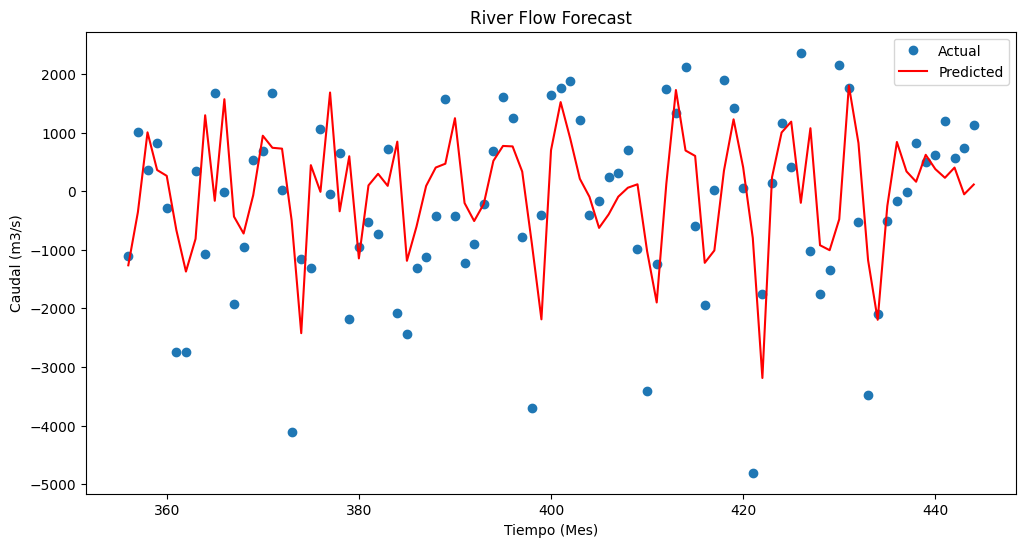 River Flow Forecast
Actual
Predicted
2000
1000
0
−1000
−2000
−3000
−4000
−5000
Caudal (m3/s)
360
380
400
420
440
Tiempo (Mes)